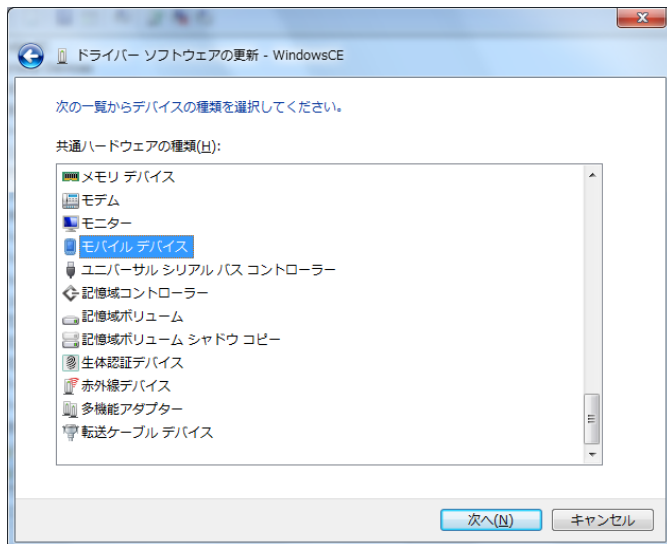 ドライバー ソフトウェアの更新 - WindowsCE
次の一覧からデバイスの種類を選択してください。
共通ハードウェアの種類(H):
メモリ デバイス
モデム
モニター
モバイル デバイス
ユニバーサル シリアル バス コントローラー
記憶域コントローラー
記憶域ボリューム
記憶域ボリューム シャドウ コピー
生体認証デバイス
赤外線デバイス
多機能アダプター
転送ケーブル デバイス
次へ(N)
キャンセル